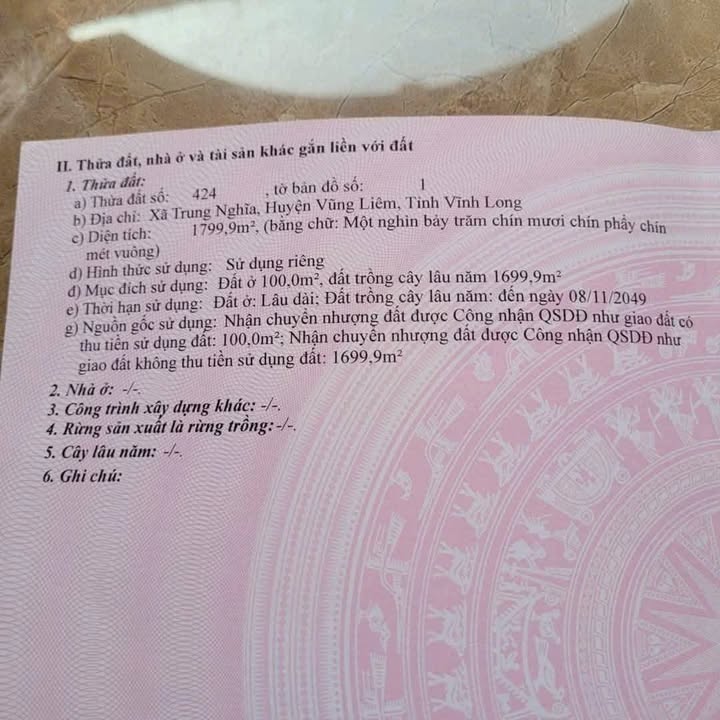 II. Thửa đất, nhà ở và tài sản khác gắn liền với đất
1. Thửa đất:
a) Thửa đất số: 424 , tờ bản đồ số: 1
b) Địa chỉ: Xã Trung Nghĩa, Huyện Vũng Liêm, Tỉnh Vĩnh Long
c) Diện tích: 1799,9m², (bằng chữ: Một nghìn bảy trăm chín mươi chín phẩy chín
mét vuông)
d) Hình thức sử dụng: Sử dụng riêng
đ) Mục đích sử dụng: Đất ở 100,0m², đất trồng cây lâu năm 1699,9m²
e) Thời hạn sử dụng: Đất ở: Lâu dài; Đất trồng cây lâu năm: đến ngày 08/11/2049
g) Nguồn gốc sử dụng: Nhận chuyển nhượng đất được Công nhận QSDĐ như giao đất có
thu tiền sử dụng đất: 100,0m²; Nhận chuyển nhượng đất được Công nhận QSDĐ như
giao đất không thu tiền sử dụng đất: 1699,9m²
2. Nhà ở: -/-.
3. Công trình xây dựng khác: -/-.
4. Rừng sản xuất là rừng trồng: -/-.
5. Cây lâu năm: -/-.
6. Ghi chú: